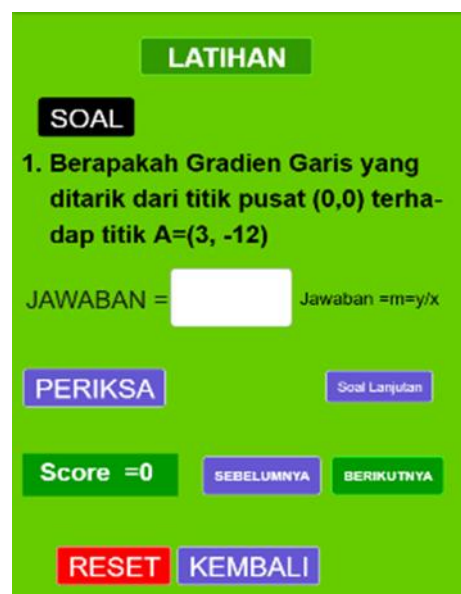 LATIHAN
SOAL
1. Berapakah Gradien Garis yang
ditarik dari titik pusat (0,0) terha-
dap titik A=(3, -12)
JAWABAN =
Jawaban =m=y/x
PERIKSA
Soal Lanjutan
Score =0
SEBELUMNYA
BERIKUTNYA
RESET
KEMBALI